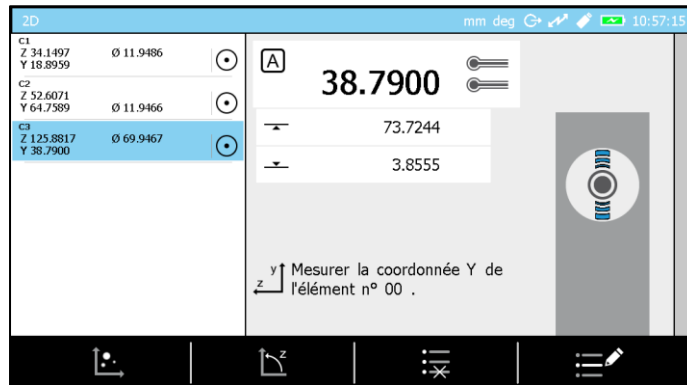 2D
mm deg 10:57:15
C1
Z 34.1497 Ø 11.9486
Y 18.8959
C2
Z 52.6071
Y 64.7589 Ø 11.9466
C3
Z 125.8817 Ø 69.9467
Y 38.7900
A
38.7900
73.7244
3.8555
y
z
Mesurer la coordonnée Y de
l'élément nº 00 .
z